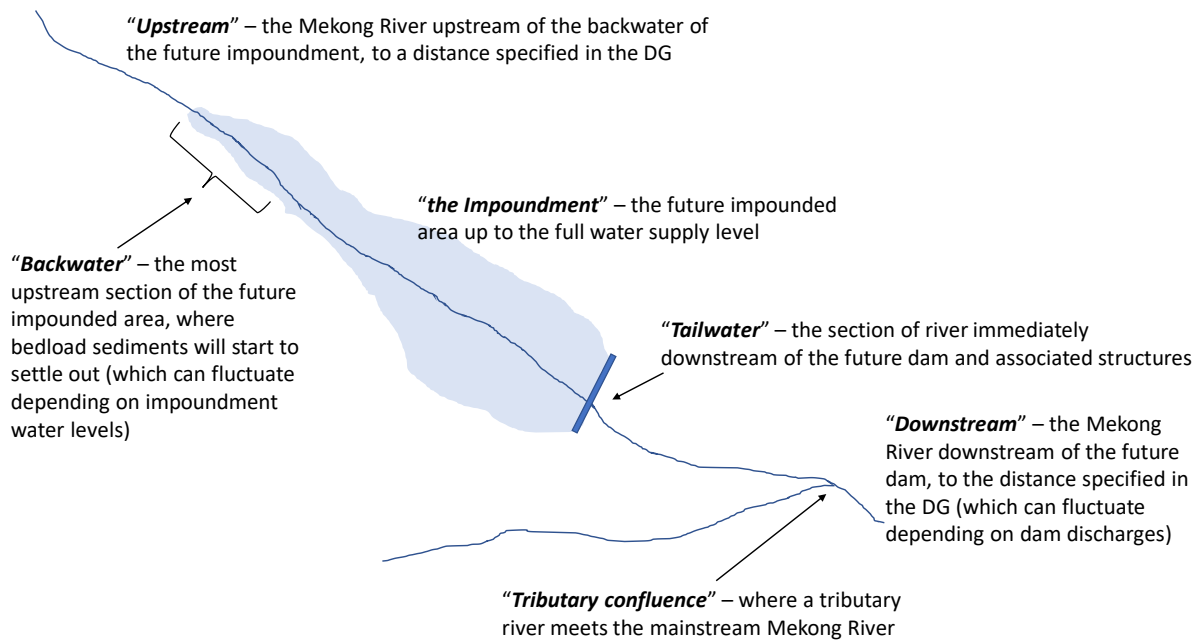 “Upstream” – the Mekong River upstream of the backwater of
the future impoundment, to a distance specified in the DG
“the Impoundment” – the future impounded
area up to the full water supply level
“Backwater” – the most
upstream section of the future
impounded area, where
bedload sediments will start to
settle out (which can fluctuate
depending on impoundment
water levels)
“Tailwater” – the section of river immediately
downstream of the future dam and associated structures
“Downstream” – the Mekong
River downstream of the future
dam, to the distance specified in
the DG (which can fluctuate
depending on dam discharges)
“Tributary confluence” – where a tributary
river meets the mainstream Mekong River